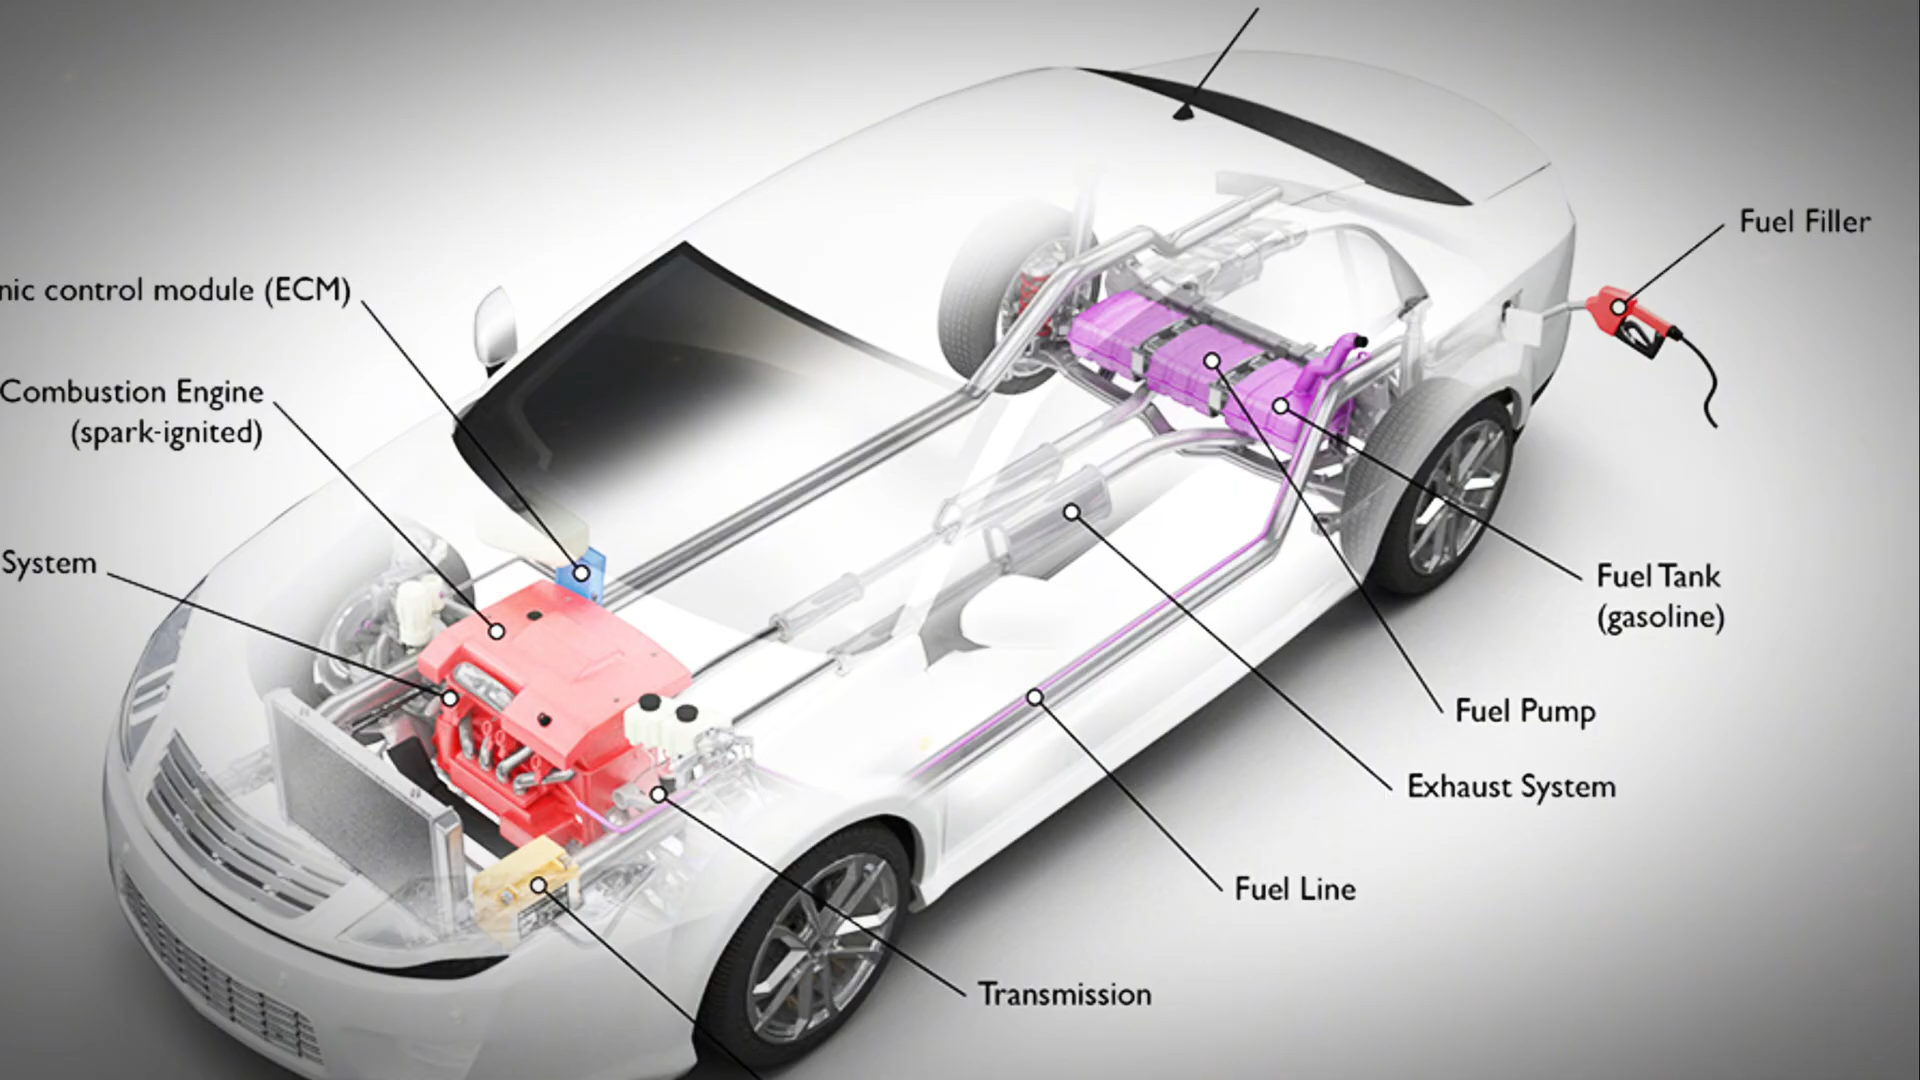 Fuel Filler
nic control module (ECM)
Combustion Engine
(spark-ignited)
System
Fuel Tank
(gasoline)
Fuel Pump
Exhaust System
Fuel Line
Transmission